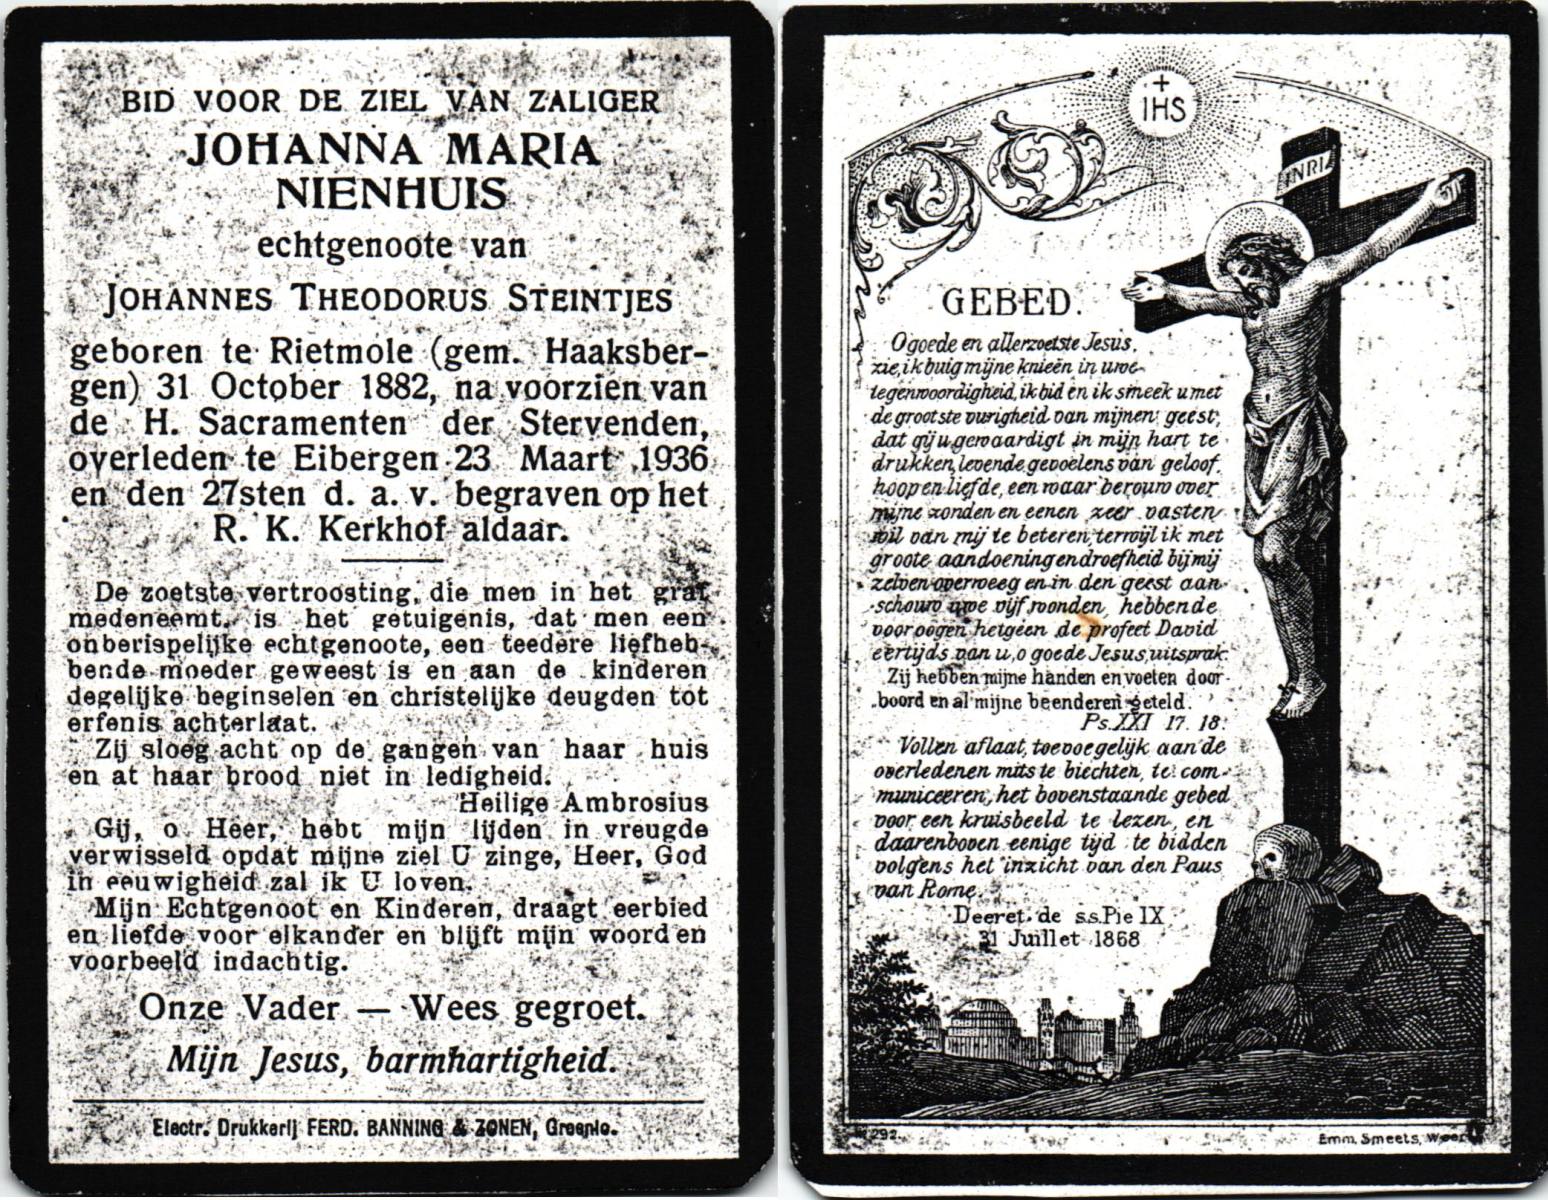 BID VOOR DE ZIEL VAN ZALIGER
JOHANNA MARIA
NIENHUIS
echtgenoote van
JOHANNES THEODORUS STEINTJES
geboren te Rietmole (gem. Haaksber-
gen) 31 October 1882, na voorzien van
de H. Sacramenten der Stervenden,
overleden te Eibergen 23 Maart 1936
en den 27sten d. a. v. begraven op het
R. K. Kerkhof aldaar.
De zoetste vertroosting, die men in het graf
medeneemt, is het getuigenis, dat men een
onberispelijke echtgenoote, een teedere liefheb-
bende moeder geweest is en aan de kinderen
degelijke beginselen en christelijke deugden tot
erfenis achterlaat.
Zij sloeg acht op de gangen van haar huis
en at haar brood niet in ledigheid.
Heilige Ambrosius
Gij, o Heer, hebt mijn lijden in vreugde
verwisseld opdat mijne ziel U zinge, Heer, God
in eeuwigheid zal ik U loven.
Mijn Echtgenoot en Kinderen, draagt eerbied
en liefde voor elkander en blijft mijn woord en
voorbeeld indachtig.
Onze Vader — Wees gegroet.
Mijn Jesus, barmhartigheid.
Electr. Drukkerij FERD. BANNING & ZONEN, Groenlo.
IHS
INRI
GEBED.
O goede en allerzoetste Jesus,
zie, ik buig mijne knieën in uwe
tegenwoordigheid, ik bid en ik smeek u met
de grootste vurigheid van mijnen geest,
dat gij u gewaardigt in mijn hart te
drukken, levende gevoelens van geloof,
hoop en liefde, een waar berouw over
mijne zonden en eenen zeer vasten
wil van mij te beteren, terwijl ik met
groote aandoening en droefheid bij mij
zelven overweeg en in den geest aan-
schouw uwe vijf wonden, hebbende
voor oogen hetgeen de profeet David
eertijds van u, o goede Jesus, uitsprak:
Zij hebben mijne handen en voeten door-
boord en al mijne beenderen geteld.
Ps. XXI 17. 18.
Vollen aflaat, toevoegelijk aan de
overledenen mits te biechten, te com-
municeeren, het bovenstaande gebed
voor een kruisbeeld te lezen, en
daarenboven eenige tijd te bidden
volgens het inzicht van den Paus
van Rome.
Decret. de s.s. Pie IX
31 Juillet 1868
292
Emm. Smeets, Weert